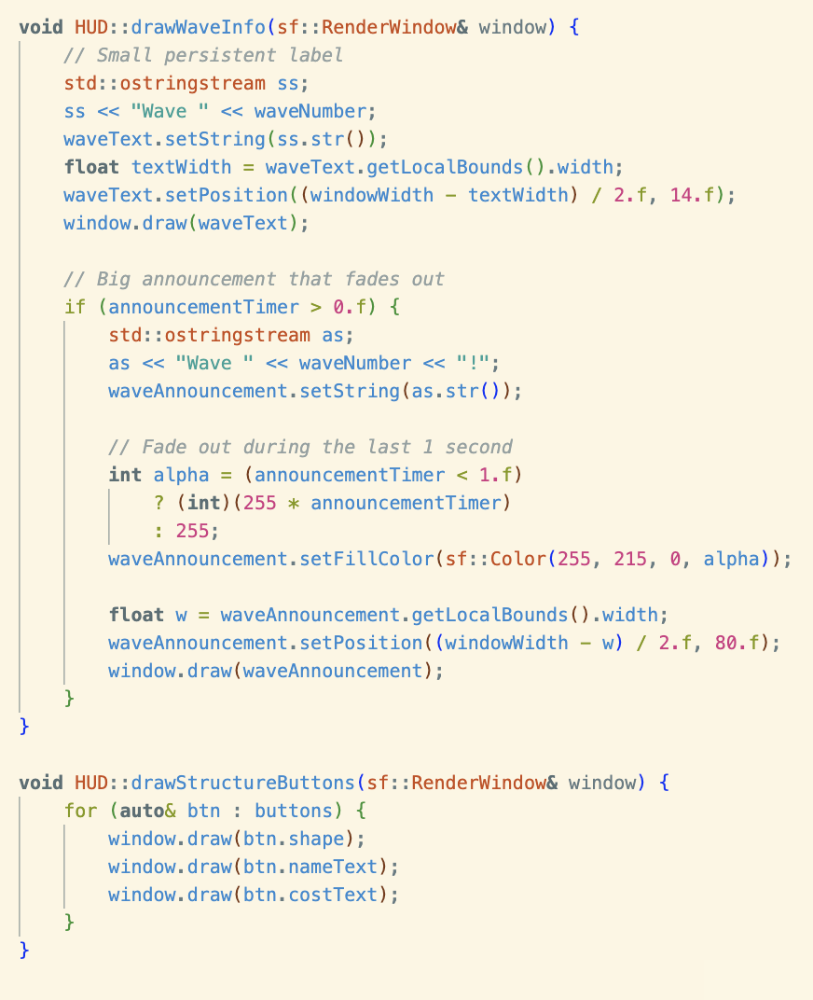 void HUD::drawWaveInfo(sf::RenderWindow& window) {
    // Small persistent label
    std::ostringstream ss;
    ss << "Wave " << waveNumber;
    waveText.setString(ss.str());
    float textWidth = waveText.getLocalBounds().width;
    waveText.setPosition((windowWidth - textWidth) / 2.f, 14.f);
    window.draw(waveText);

    // Big announcement that fades out
    if (announcementTimer > 0.f) {
        std::ostringstream as;
        as << "Wave " << waveNumber << "!";
        waveAnnouncement.setString(as.str());

        // Fade out during the last 1 second
        int alpha = (announcementTimer < 1.f)
            ? (int)(255 * announcementTimer)
            : 255;
        waveAnnouncement.setFillColor(sf::Color(255, 215, 0, alpha));

        float w = waveAnnouncement.getLocalBounds().width;
        waveAnnouncement.setPosition((windowWidth - w) / 2.f, 80.f);
        window.draw(waveAnnouncement);
    }
}

void HUD::drawStructureButtons(sf::RenderWindow& window) {
    for (auto& btn : buttons) {
        window.draw(btn.shape);
        window.draw(btn.nameText);
        window.draw(btn.costText);
    }
}